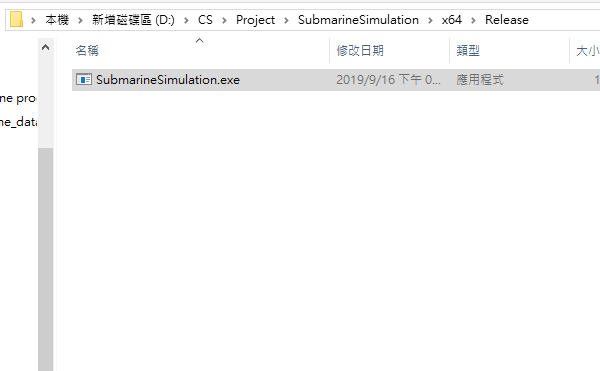 本機 > 新增磁碟區 (D:) > CS > Project > SubmarineSimulation > x64 > Release
名稱 修改日期 類型 大小
SubmarineSimulation.exe 2019/9/16 下午 0... 應用程式 1
ne pro
ne_data